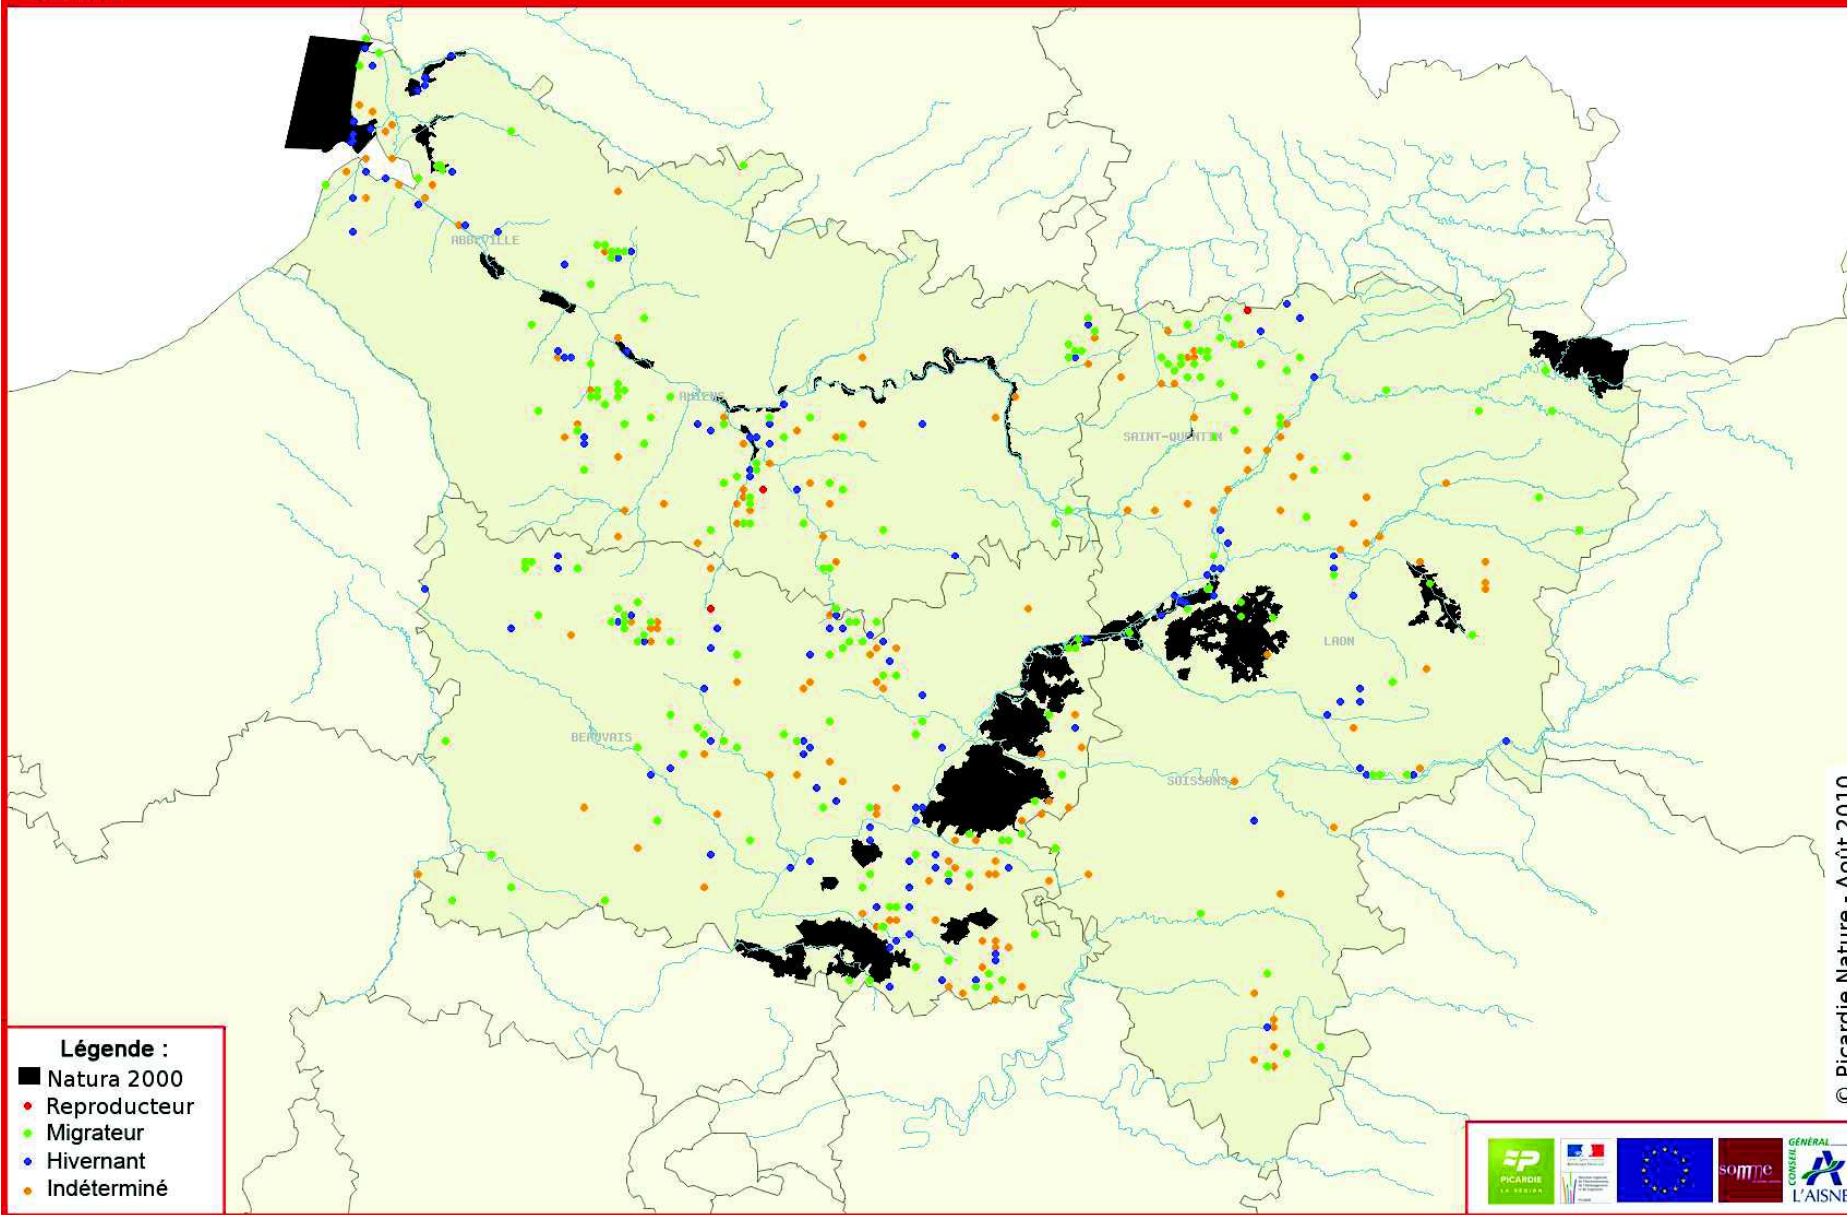 ABBEVILLE
AMIENS
SAINT-QUENTIN
LAON
BEAUVAIS
SOISSONS
© Picardie Nature - Août 2010
Légende :
Natura 2000
Reproducteur
Migrateur
Hivernant
Indéterminé
PICARDIE
LA RÉGION
somme
CONSEIL
GÉNÉRAL
L'AISNE